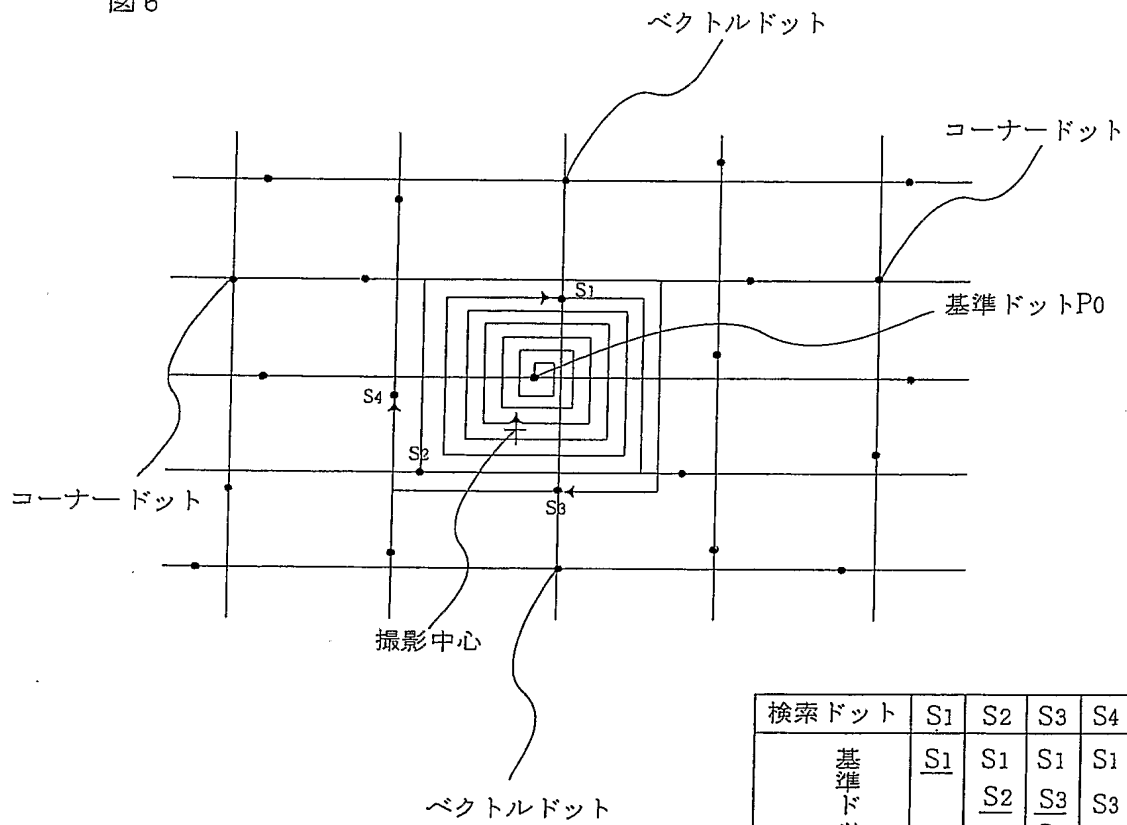 図6
ベクトルドット
コーナードット
S1
基準ドットP0
S4
S2
コーナードット
S3
撮影中心
ベクトルドット
検索ドット S1 S2 S3 S4
基準ド S1 S1 S1 S1
S2 S3 S3